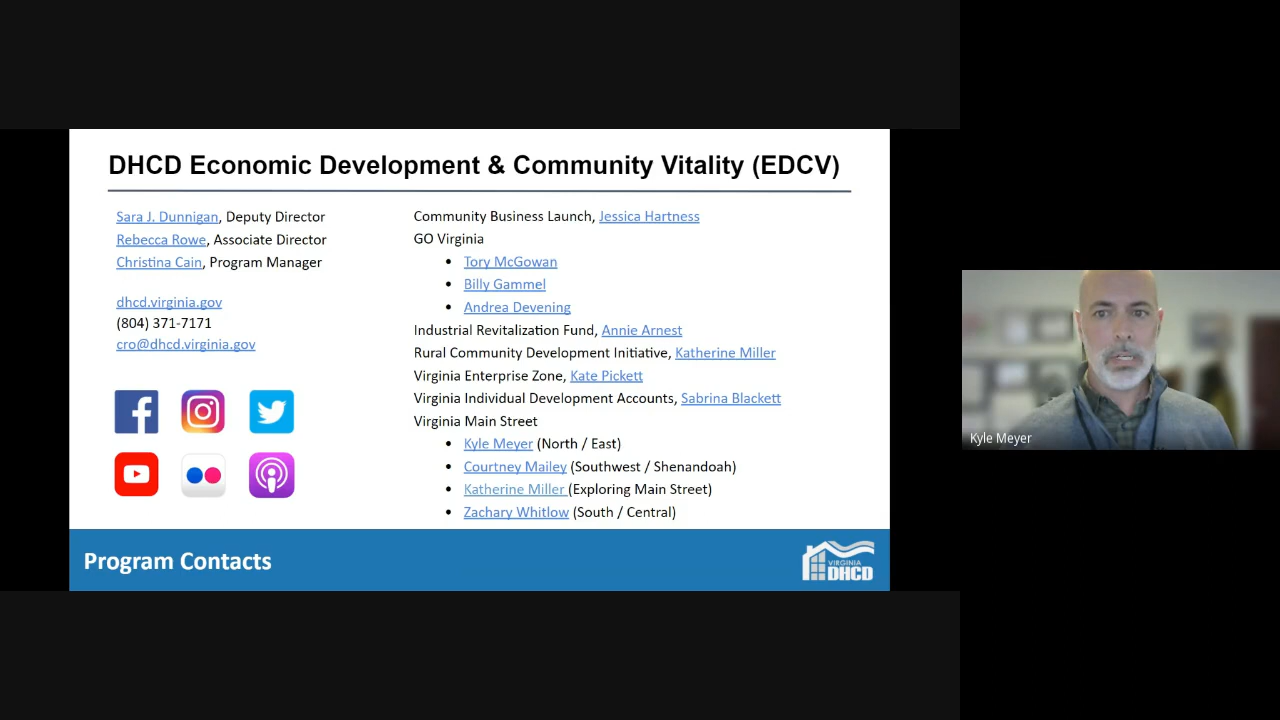 DHCD Economic Development & Community Vitality (EDCV)
Sara J. Dunnigan, Deputy Director
Rebecca Rowe, Associate Director
Christina Cain, Program Manager
dhcd.virginia.gov
(804) 371-7171
cro@dhcd.virginia.gov
Community Business Launch, Jessica Hartness
GO Virginia
• Tory McGowan
• Billy Gammel
• Andrea Devening
Industrial Revitalization Fund, Annie Arnest
Rural Community Development Initiative, Katherine Miller
Virginia Enterprise Zone, Kate Pickett
Virginia Individual Development Accounts, Sabrina Blackett
Virginia Main Street
• Kyle Meyer (North / East)
• Courtney Mailey (Southwest / Shenandoah)
• Katherine Miller (Exploring Main Street)
• Zachary Whitlow (South / Central)
Program Contacts
VIRGINIA
DHCD
Kyle Meyer